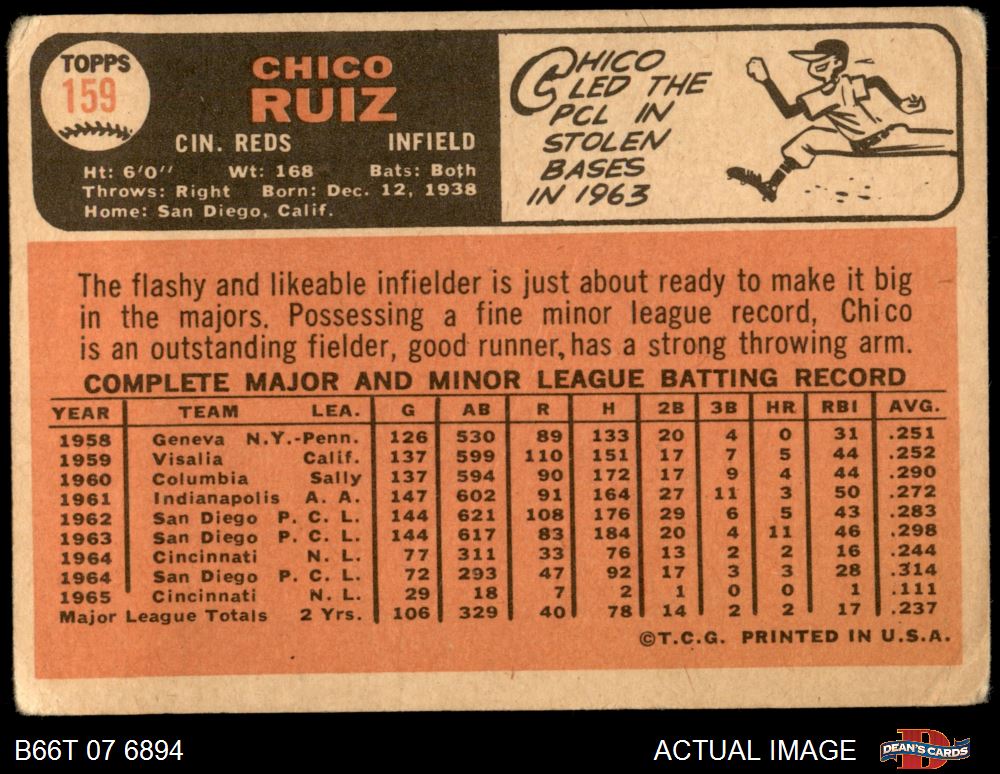 TOPPS
159
CHICO
RUIZ
CIN. REDS INFIELD
Ht: 6'0" Wt: 168 Bats: Both
Throws: Right Born: Dec. 12, 1938
Home: San Diego, Calif.
CHICO
LED THE
PCL IN
STOLEN
BASES
IN 1963
The flashy and likeable infielder is just about ready to make it big
in the majors. Possessing a fine minor league record, Chico
is an outstanding fielder, good runner, has a strong throwing arm.
COMPLETE MAJOR AND MINOR LEAGUE BATTING RECORD
YEAR TEAM LEA. G AB R H 2B 3B HR RBI AVG.
1958 Geneva N.Y.-Penn. 126 530 89 133 20 4 0 31 .251
1959 Visalia Calif. 137 599 110 151 17 7 5 44 .252
1960 Columbia Sally 137 594 90 172 17 9 4 44 .290
1961 Indianapolis A. A. 147 602 91 164 27 11 3 50 .272
1962 San Diego P. C. L. 144 621 108 176 29 6 5 43 .283
1963 San Diego P. C. L. 144 617 83 184 20 4 11 46 .298
1964 Cincinnati N. L. 77 311 33 76 13 2 2 16 .244
1964 San Diego P. C. L. 72 293 47 92 17 3 3 28 .314
1965 Cincinnati N. L. 29 18 7 2 1 0 0 1 .111
Major League Totals 2 Yrs. 106 329 40 78 14 2 2 17 .237
©T.C.G. PRINTED IN U.S.A.
B66T 07 6894 ACTUAL IMAGE DEAN'S CARDS